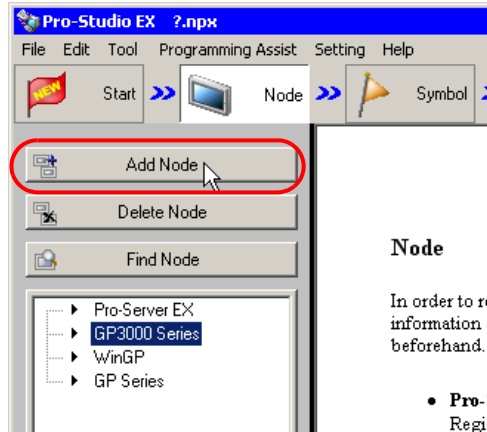 Pro-Studio EX ?.npx
File Edit Tool Programming Assist Setting Help
NEW Start Node Symbol
Add Node
Delete Node
Find Node
Pro-Server EX
GP3000 Series
WinGP
GP Series
Node
In order to
information
beforehand.
Pro-
Regi